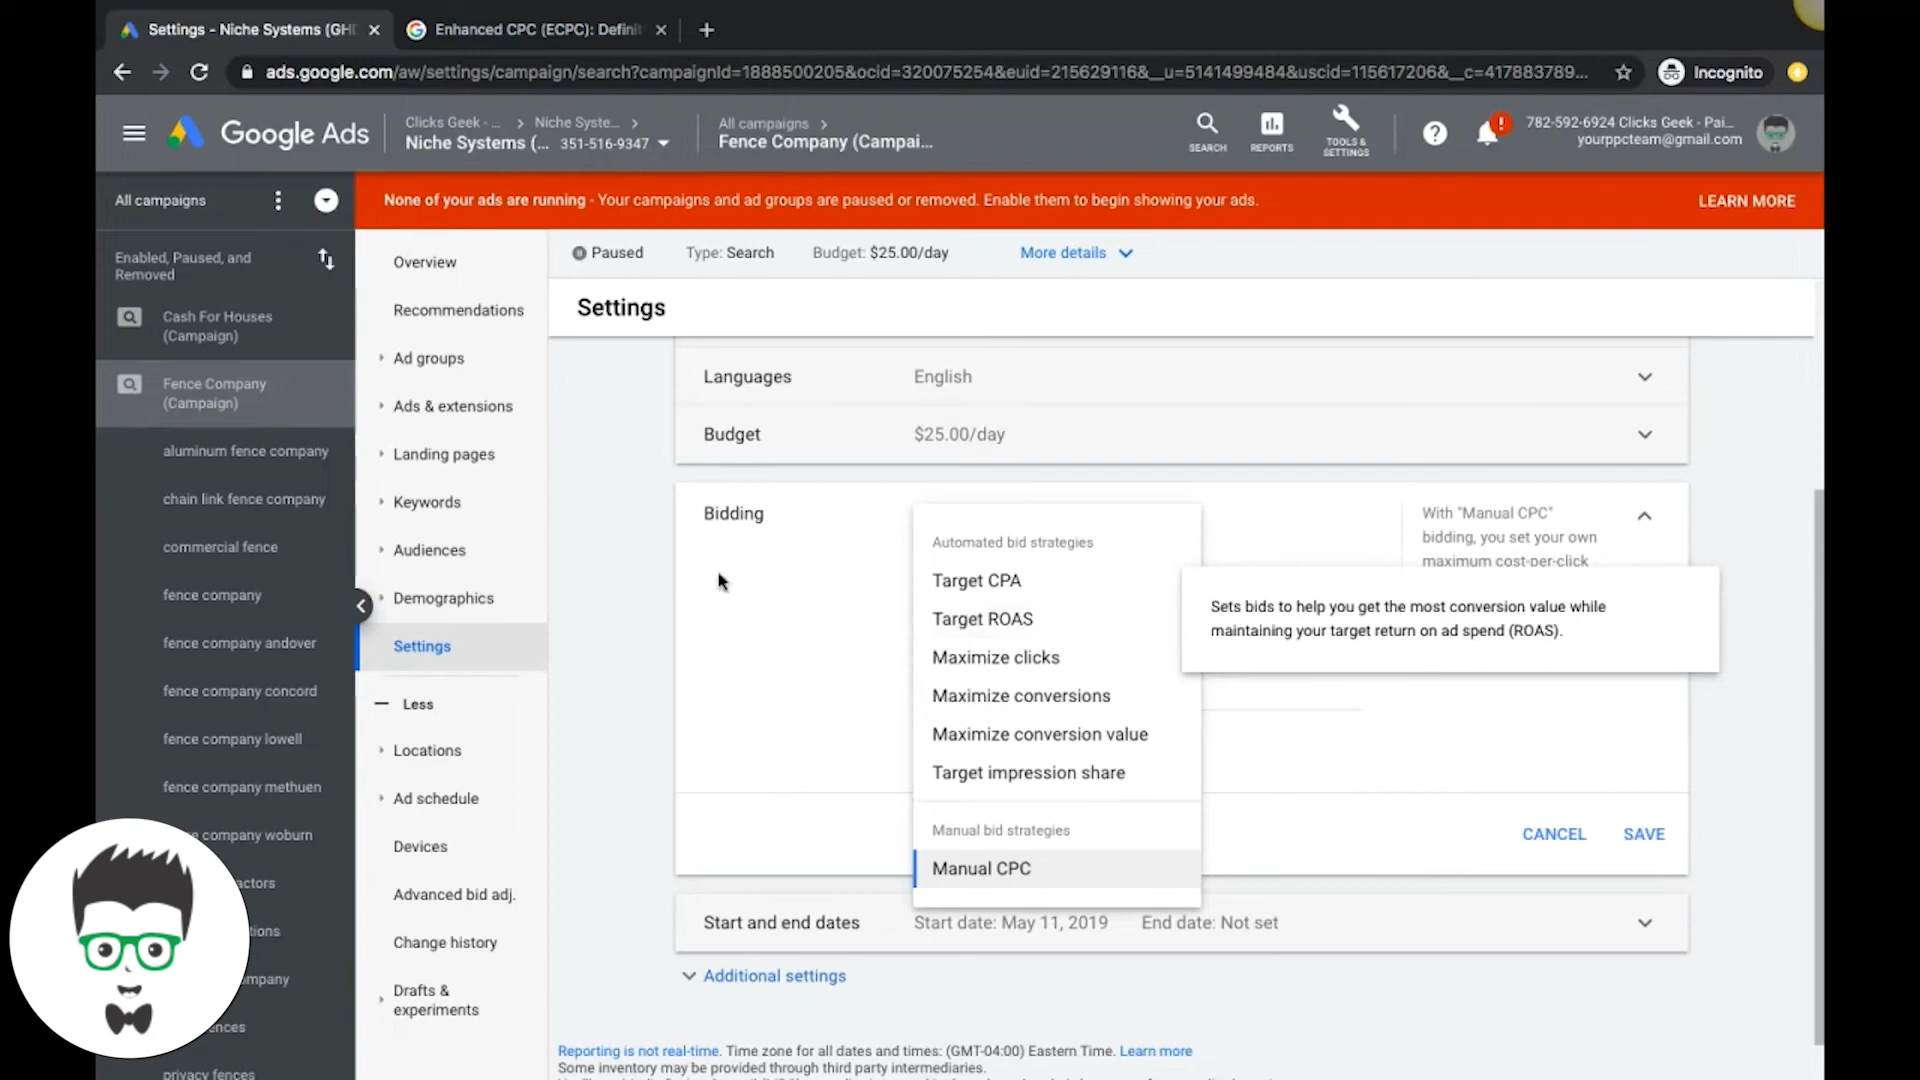 Settings - Niche Systems (GHI
Enhanced CPC (ECPC): Definit
ads.google.com/aw/settings/campaign/search?campaignId=1888500205&ocid=320075254&euid=215629116&__u=5141499484&uscid=115617206&__c=417883789...
Incognito
Google Ads
Clicks Geek - ...
Niche Syste...
Niche Systems (...
351-516-9347
All campaigns
Fence Company (Campai...
SEARCH
REPORTS
TOOLS &
SETTINGS
782-592-6924 Clicks Geek - Pai...
yourppcteam@gmail.com
All campaigns
None of your ads are running - Your campaigns and ad groups are paused or removed. Enable them to begin showing your ads.
LEARN MORE
Enabled, Paused, and
Removed
Cash For Houses
(Campaign)
Fence Company
(Campaign)
aluminum fence company
chain link fence company
commercial fence
fence company
fence company andover
fence company concord
fence company lowell
fence company methuen
company woburn
actors
tions
mpany
ences
privacy fences
Overview
Recommendations
Ad groups
Ads & extensions
Landing pages
Keywords
Audiences
Demographics
Settings
Less
Locations
Ad schedule
Devices
Advanced bid adj.
Change history
Drafts &
experiments
Paused
Type: Search
Budget: $25.00/day
More details
Settings
Languages
English
Budget
$25.00/day
Bidding
Automated bid strategies
Target CPA
Target ROAS
Maximize clicks
Maximize conversions
Maximize conversion value
Target impression share
Manual bid strategies
Manual CPC
With "Manual CPC"
bidding, you set your own
maximum cost-per-click
Sets bids to help you get the most conversion value while
maintaining your target return on ad spend (ROAS).
CANCEL
SAVE
Start and end dates
Start date: May 11, 2019
End date: Not set
Additional settings
Reporting is not real-time. Time zone for all dates and times: (GMT-04:00) Eastern Time. Learn more
Some inventory may be provided through third party intermediaries.